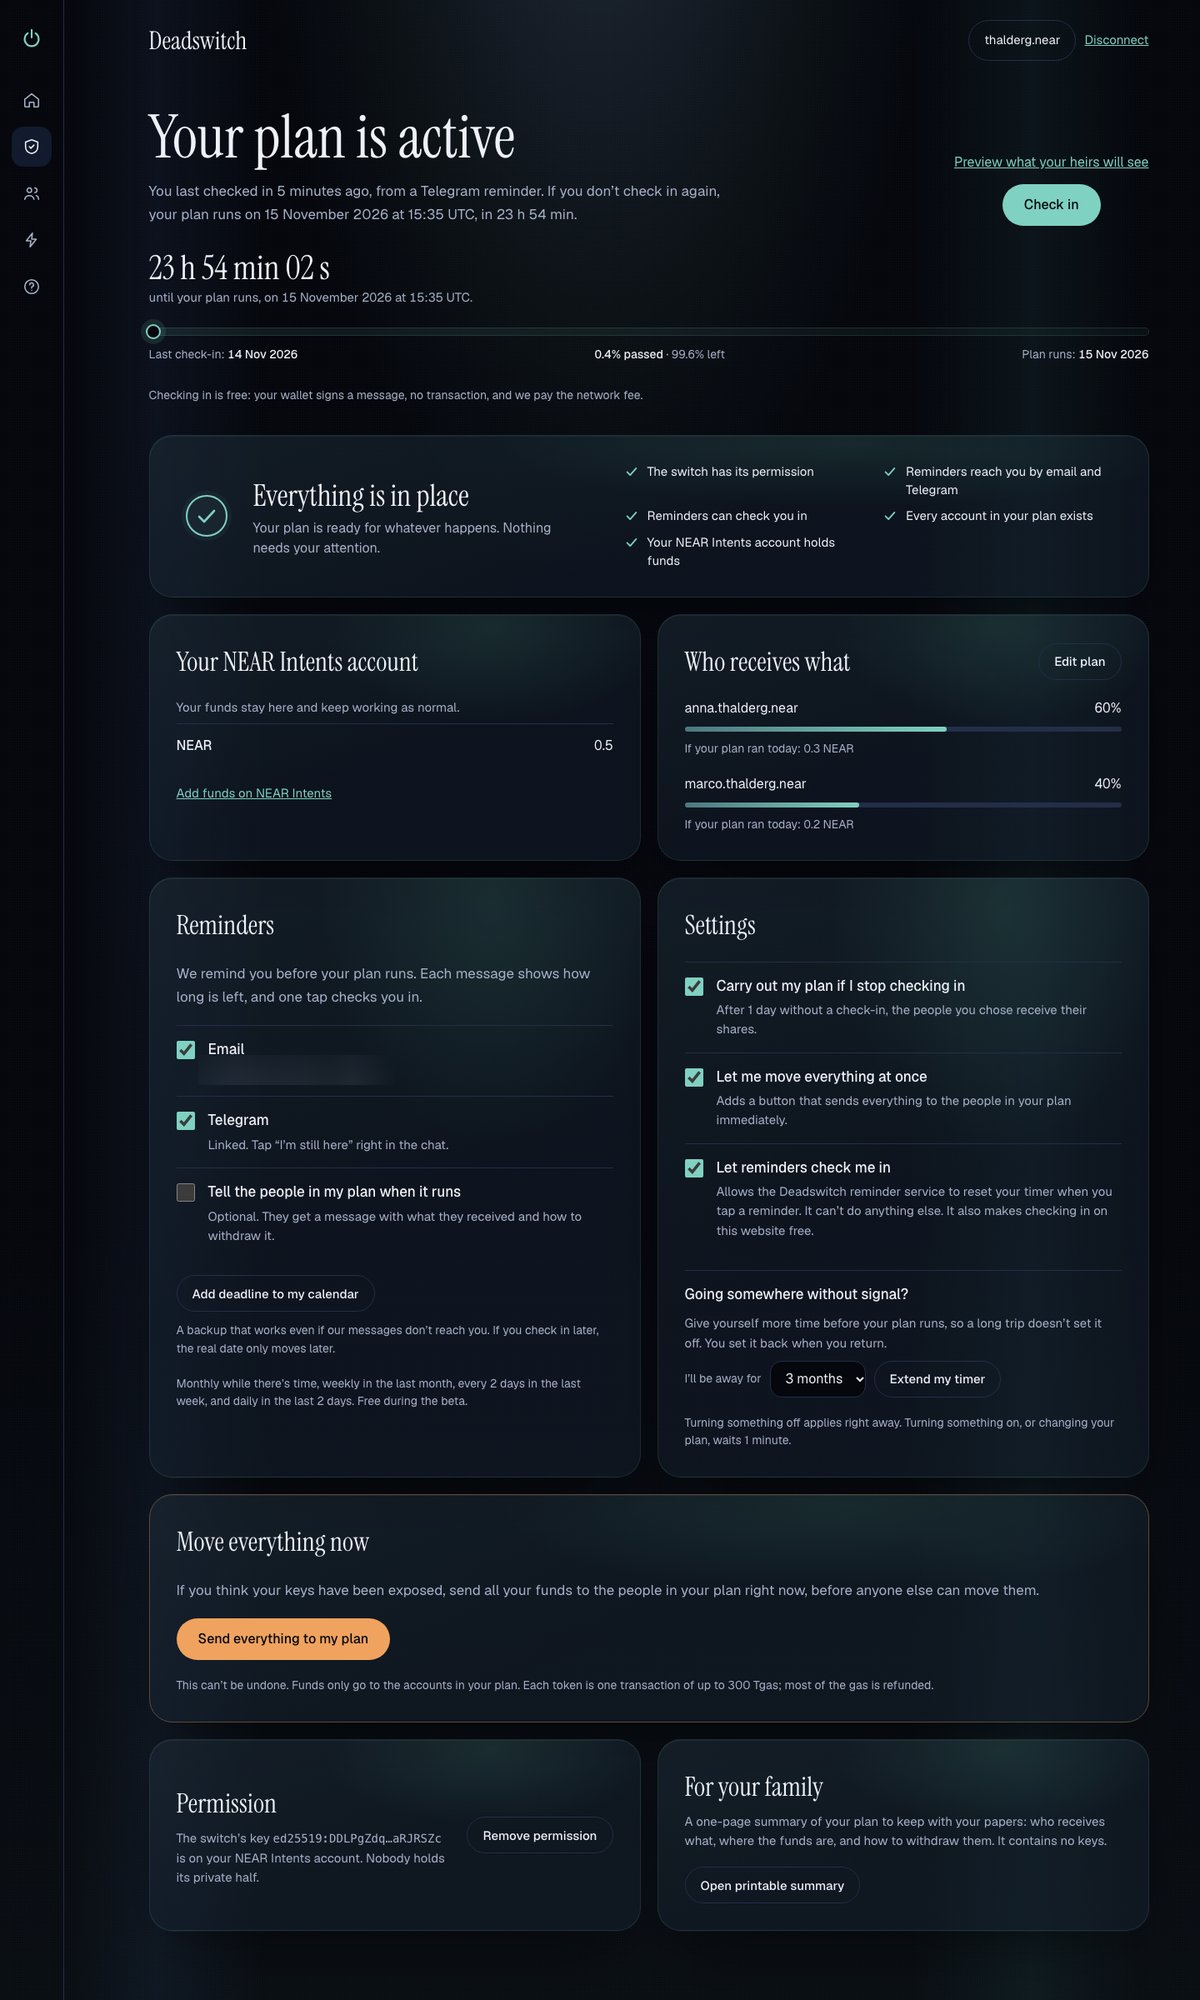 Deadswitch
thalderg.near
Disconnect
Your plan is active
Preview what your heirs will see
You last checked in 5 minutes ago, from a Telegram reminder. If you don’t check in again,
your plan runs on 15 November 2026 at 15:35 UTC, in 23 h 54 min.
Check in
23 h 54 min 02 s
until your plan runs, on 15 November 2026 at 15:35 UTC.
Last check-in: 14 Nov 2026
0.4% passed · 99.6% left
Plan runs: 15 Nov 2026
Checking in is free: your wallet signs a message, no transaction, and we pay the network fee.
Everything is in place
Your plan is ready for whatever happens. Nothing
needs your attention.
The switch has its permission
Reminders reach you by email and
Telegram
Reminders can check you in
Every account in your plan exists
Your NEAR Intents account holds
funds
Your NEAR Intents account
Your funds stay here and keep working as normal.
NEAR
0.5
Add funds on NEAR Intents
Who receives what
Edit plan
anna.thalderg.near
60%
If your plan ran today: 0.3 NEAR
marco.thalderg.near
40%
If your plan ran today: 0.2 NEAR
Reminders
We remind you before your plan runs. Each message shows how
long is left, and one tap checks you in.
Email
Telegram
Linked. Tap “I’m still here” right in the chat.
Tell the people in my plan when it runs
Optional. They get a message with what they received and how to
withdraw it.
Add deadline to my calendar
A backup that works even if our messages don’t reach you. If you check in later,
the real date only moves later.
Monthly while there’s time, weekly in the last month, every 2 days in the last
week, and daily in the last 2 days. Free during the beta.
Settings
Carry out my plan if I stop checking in
After 1 day without a check-in, the people you chose receive their
shares.
Let me move everything at once
Adds a button that sends everything to the people in your plan
immediately.
Let reminders check me in
Allows the Deadswitch reminder service to reset your timer when you
tap a reminder. It can’t do anything else. It also makes checking in on
this website free.
Going somewhere without signal?
Give yourself more time before your plan runs, so a long trip doesn’t set it
off. You set it back when you return.
I’ll be away for
3 months
Extend my timer
Turning something off applies right away. Turning something on, or changing your
plan, waits 1 minute.
Move everything now
If you think your keys have been exposed, send all your funds to the people in your plan right now, before anyone else can move them.
Send everything to my plan
This can’t be undone. Funds only go to the accounts in your plan. Each token is one transaction of up to 300 Tgas; most of the gas is refunded.
Permission
The switch’s key ed25519:DDLPgZdq…aRJRSZc
is on your NEAR Intents account. Nobody holds
its private half.
Remove permission
For your family
A one-page summary of your plan to keep with your papers: who receives
what, where the funds are, and how to withdraw them. It contains no keys.
Open printable summary